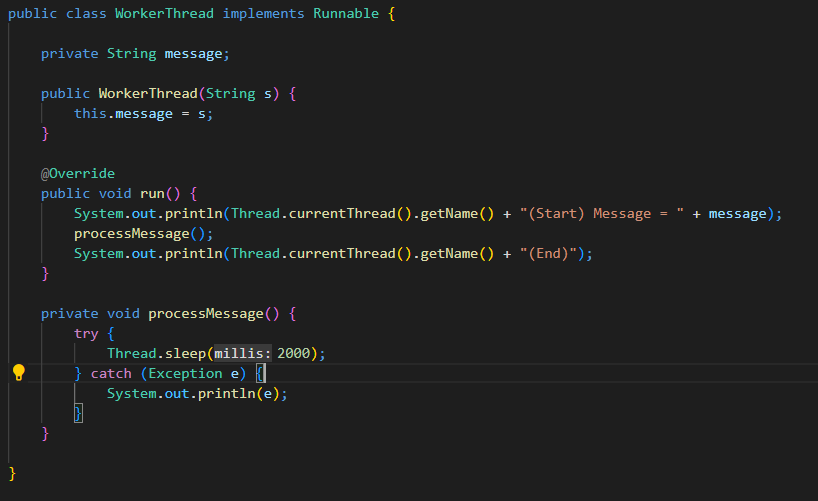 public class WorkerThread implements Runnable {
private String message;
public WorkerThread(String s) {
this.message = s;
}
@Override
public void run() {
System.out.println(Thread.currentThread().getName() + "(Start) Message = " + message);
processMessage();
System.out.println(Thread.currentThread().getName() + "(End)");
}
private void processMessage() {
try {
Thread.sleep(millis: 2000);
} catch (Exception e) {
System.out.println(e);
}
}
}